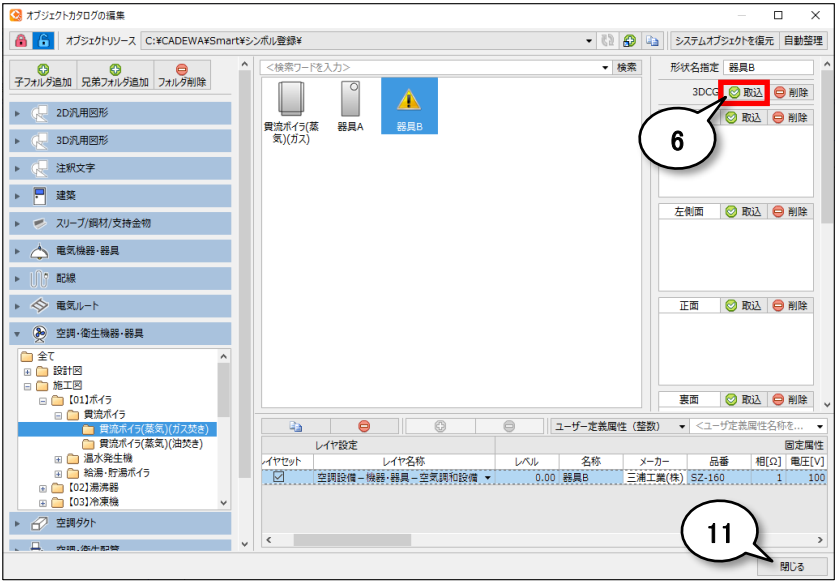 オブジェクトカタログの編集
オブジェクトリソース C:¥CADEWA¥Smart¥シンボル登録¥
システムオブジェクトを復元 自動整理
子フォルダ追加 兄弟フォルダ追加 フォルダ削除
2D汎用図形
3D汎用図形
注釈文字
建築
スリーブ/鋼材/支持金物
電気機器・器具
配線
電気ルート
空調・衛生機器・器具
全て
設計図
施工図
【01】ボイラ
貫流ボイラ
貫流ボイラ(蒸気)(ガス焚き)
貫流ボイラ(蒸気)(油焚き)
温水発生機
給湯・貯湯ボイラ
【02】湯沸器
【03】冷凍機
空調ダクト
空調・衛生配管
<検索ワードを入力> 検索
貫流ボイラ(蒸
気)(ガス)
器具A
器具B
形状名指定 器具B
3DCG 取込 削除
6
取込 削除
左側面 取込 削除
正面 取込 削除
裏面 取込 削除
ユーザー定義属性 (整数) <ユーザ定義属性名称を...
レイヤ設定 固定属性
イヤセット レイヤ名称 レベル 名称 メーカー 品番 相[Ω] 電圧[V]
空調設備－機器・器具－空気調和設備 0.00 器具B 三浦工業(株) SZ-160 1 100
11
閉じる